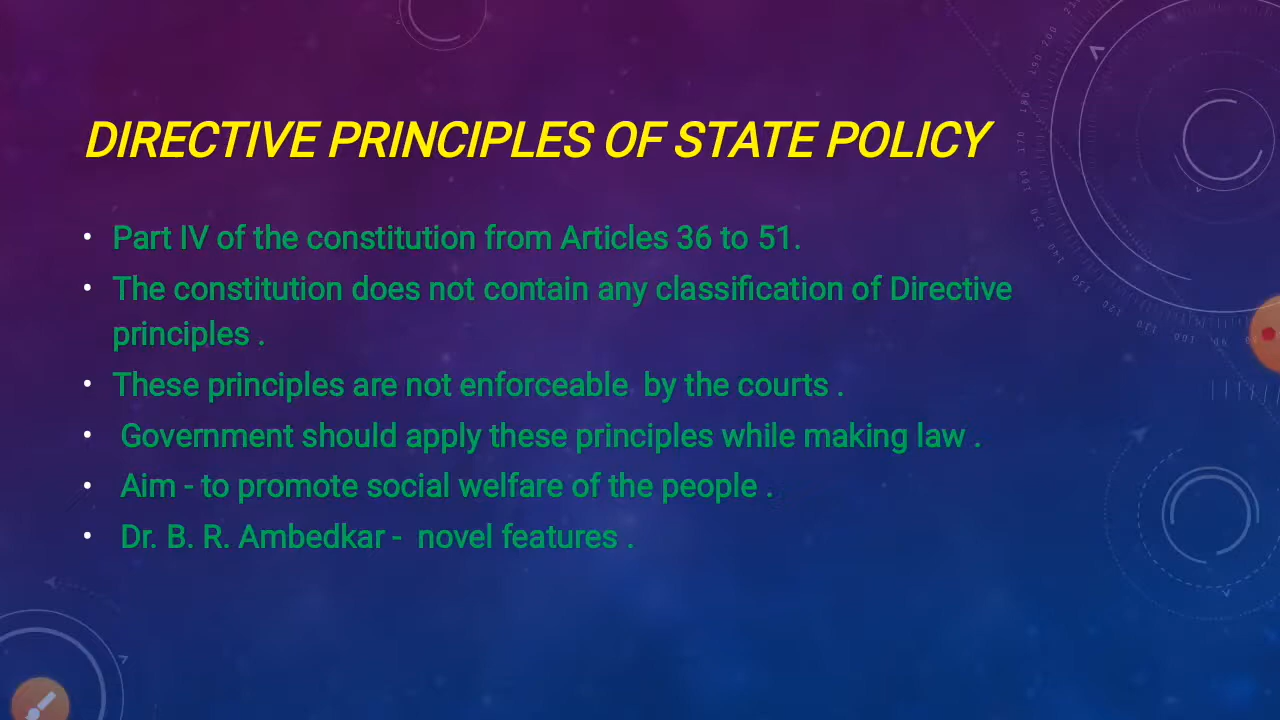 DIRECTIVE PRINCIPLES OF STATE POLICY
• Part IV of the constitution from Articles 36 to 51.
• The constitution does not contain any classification of Directive
principles .
• These principles are not enforceable by the courts .
• Government should apply these principles while making law .
• Aim - to promote social welfare of the people .
• Dr. B. R. Ambedkar - novel features .